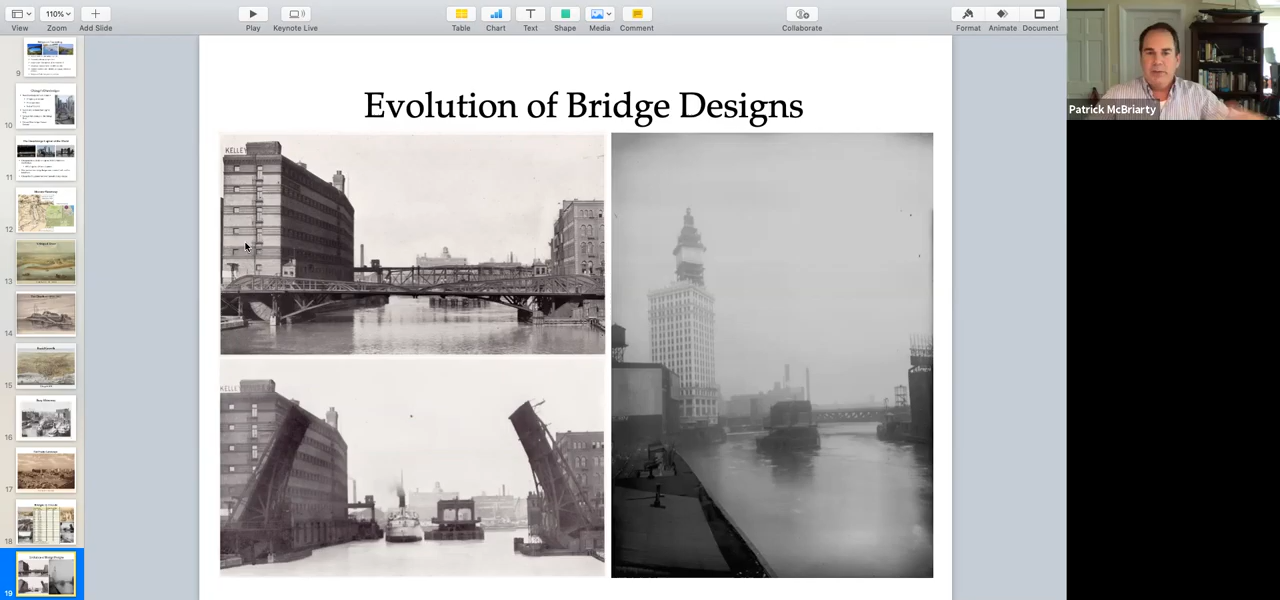 110%
View
Zoom
Add Slide
Play
Keynote Live
Table
Chart
Text
Shape
Media
Comment
Collaborate
Format
Animate
Document
Patrick McBriarty
Evolution of Bridge Designs
KELLEY
KELLEY
9
10
11
12
13
14
15
16
17
18
19